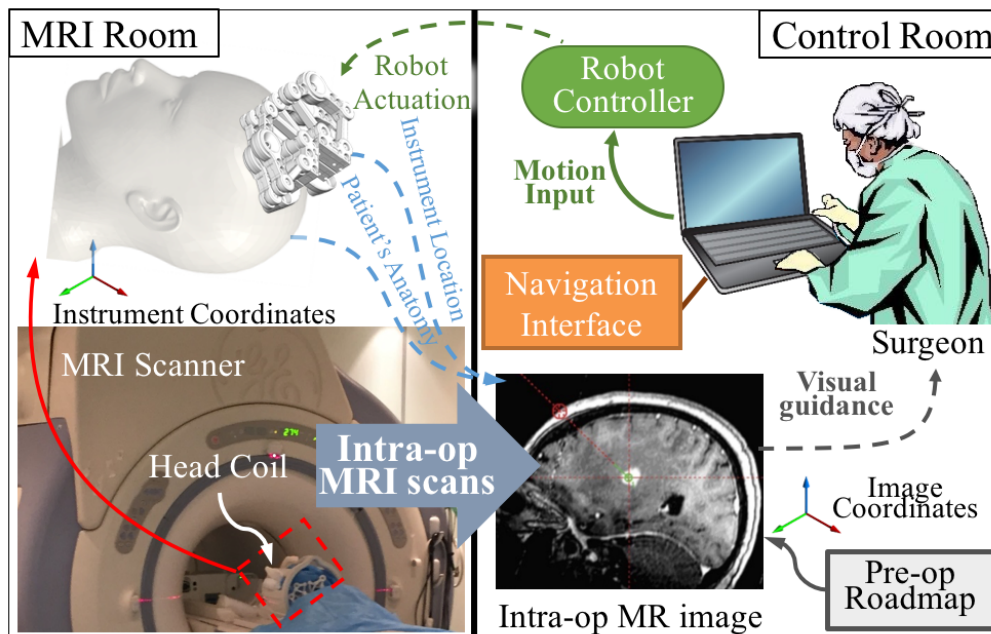 MRI Room
Control Room
Robot
Actuation
Robot
Controller
Motion
Input
Instrument Location
Patient's Anatomy
Navigation
Interface
Instrument Coordinates
Surgeon
MRI Scanner
Visual
guidance
274
Head Coil
Intra-op
MRI scans
Image
Coordinates
Pre-op
Roadmap
Intra-op MR image